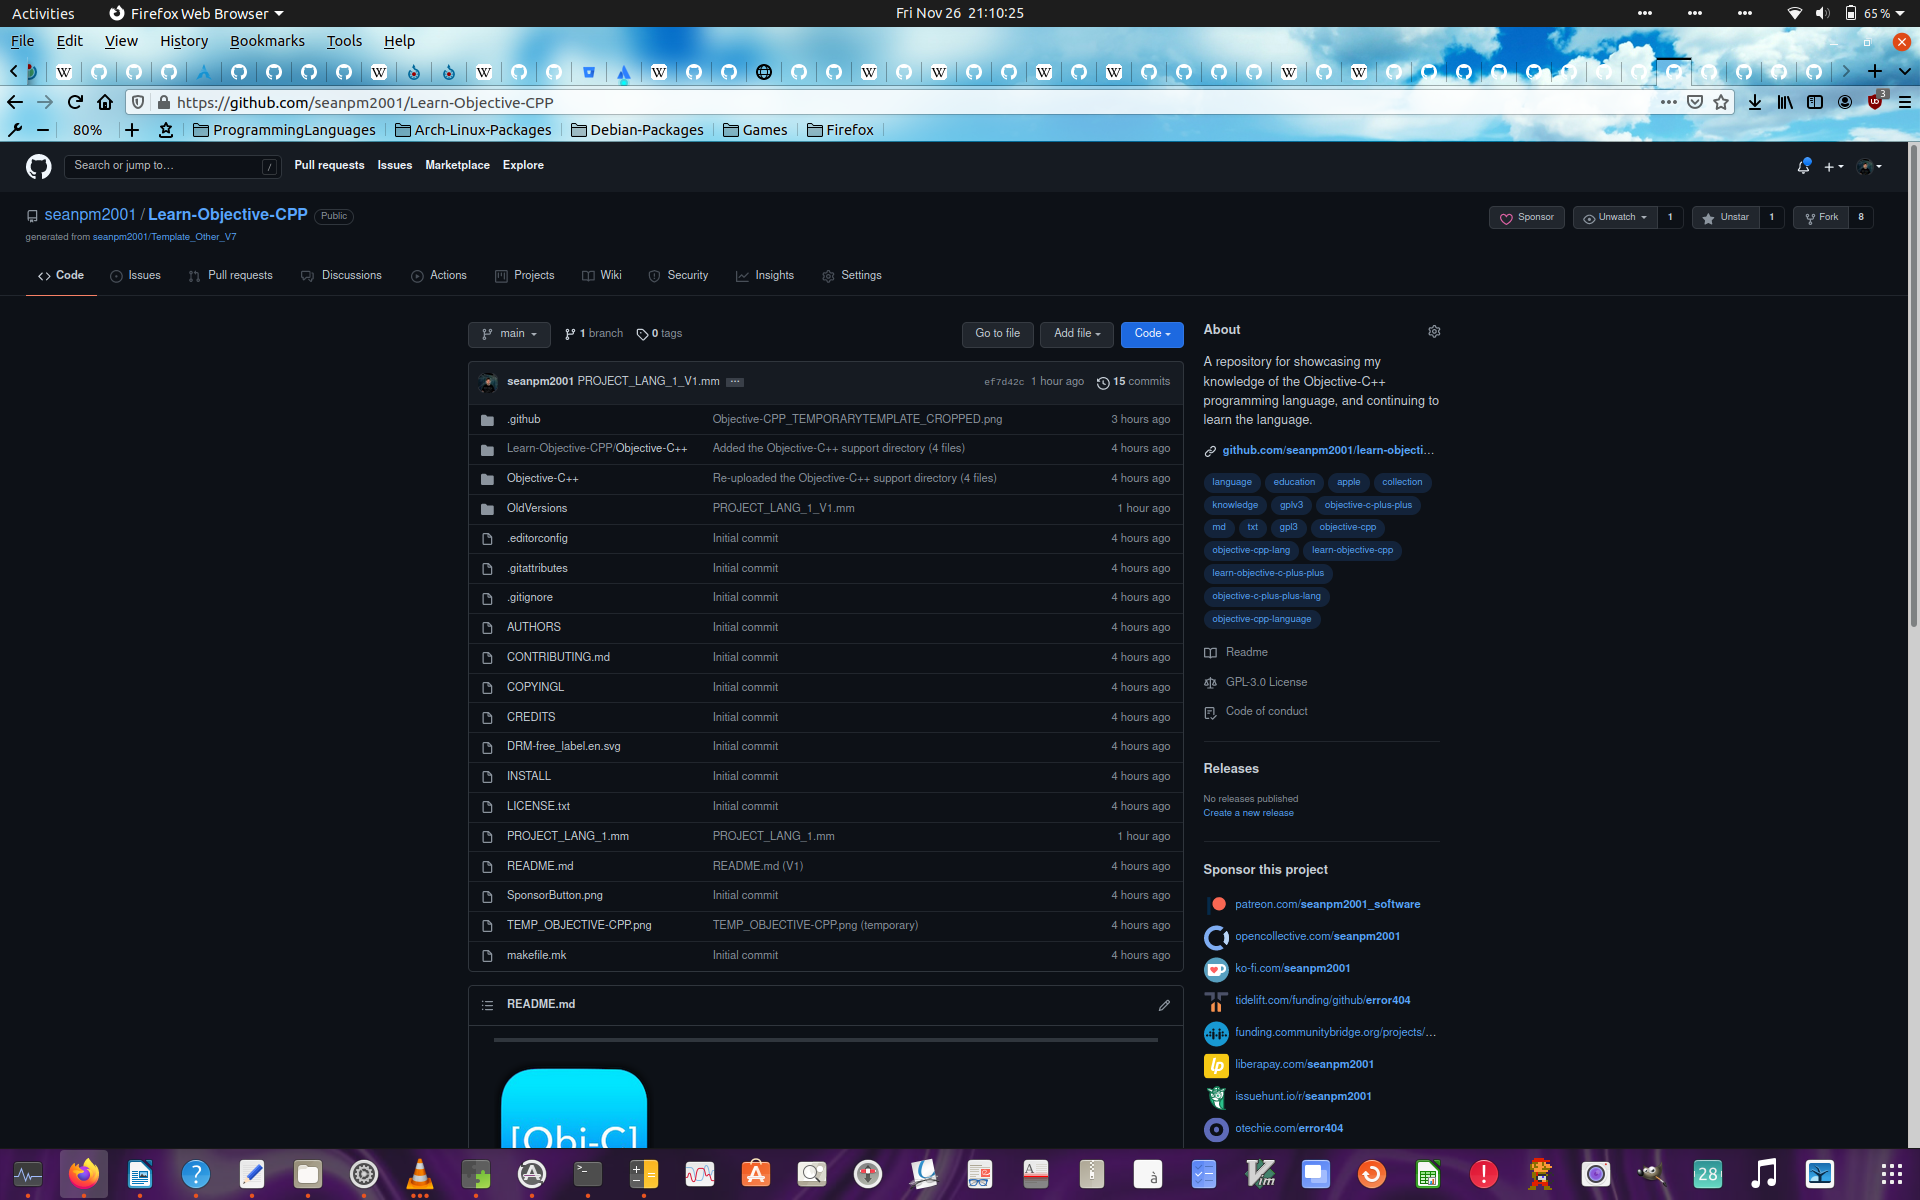 Activities Firefox Web Browser Fri Nov 26 21:10:25 65 %
File Edit View History Bookmarks Tools Help
https://github.com/seanpm2001/Learn-Objective-CPP 3
80% ProgrammingLanguages Arch-Linux-Packages Debian-Packages Games Firefox
Search or jump to... / Pull requests Issues Marketplace Explore
seanpm2001 / Learn-Objective-CPP Public Sponsor Unwatch 1 Unstar 1 Fork 8
generated from seanpm2001/Template_Other_V7
Code Issues Pull requests Discussions Actions Projects Wiki Security Insights Settings
main 1 branch 0 tags Go to file Add file Code
seanpm2001 PROJECT_LANG_1_V1.mm ef7d42c 1 hour ago 15 commits
.github Objective-CPP_TEMPORARYTEMPLATE_CROPPED.png 3 hours ago
Learn-Objective-CPP/Objective-C++ Added the Objective-C++ support directory (4 files) 4 hours ago
Objective-C++ Re-uploaded the Objective-C++ support directory (4 files) 4 hours ago
OldVersions PROJECT_LANG_1_V1.mm 1 hour ago
.editorconfig Initial commit 4 hours ago
.gitattributes Initial commit 4 hours ago
.gitignore Initial commit 4 hours ago
AUTHORS Initial commit 4 hours ago
CONTRIBUTING.md Initial commit 4 hours ago
COPYINGL Initial commit 4 hours ago
CREDITS Initial commit 4 hours ago
DRM-free_label.en.svg Initial commit 4 hours ago
INSTALL Initial commit 4 hours ago
LICENSE.txt Initial commit 4 hours ago
PROJECT_LANG_1.mm PROJECT_LANG_1.mm 1 hour ago
README.md README.md (V1) 4 hours ago
SponsorButton.png Initial commit 4 hours ago
TEMP_OBJECTIVE-CPP.png TEMP_OBJECTIVE-CPP.png (temporary) 4 hours ago
makefile.mk Initial commit 4 hours ago
README.md
[Obj-C]
About
A repository for showcasing my
knowledge of the Objective-C++
programming language, and continuing to
learn the language.
github.com/seanpm2001/learn-objecti...
language education apple collection
knowledge gplv3 objective-c-plus-plus
md txt gpl3 objective-cpp
objective-cpp-lang learn-objective-cpp
learn-objective-c-plus-plus
objective-c-plus-plus-lang
objective-cpp-language
Readme
GPL-3.0 License
Code of conduct
Releases
No releases published
Create a new release
Sponsor this project
patreon.com/seanpm2001_software
opencollective.com/seanpm2001
ko-fi.com/seanpm2001
tidelift.com/funding/github/error404
funding.communitybridge.org/projects/...
liberapay.com/seanpm2001
issuehunt.io/r/seanpm2001
otechie.com/error404
28